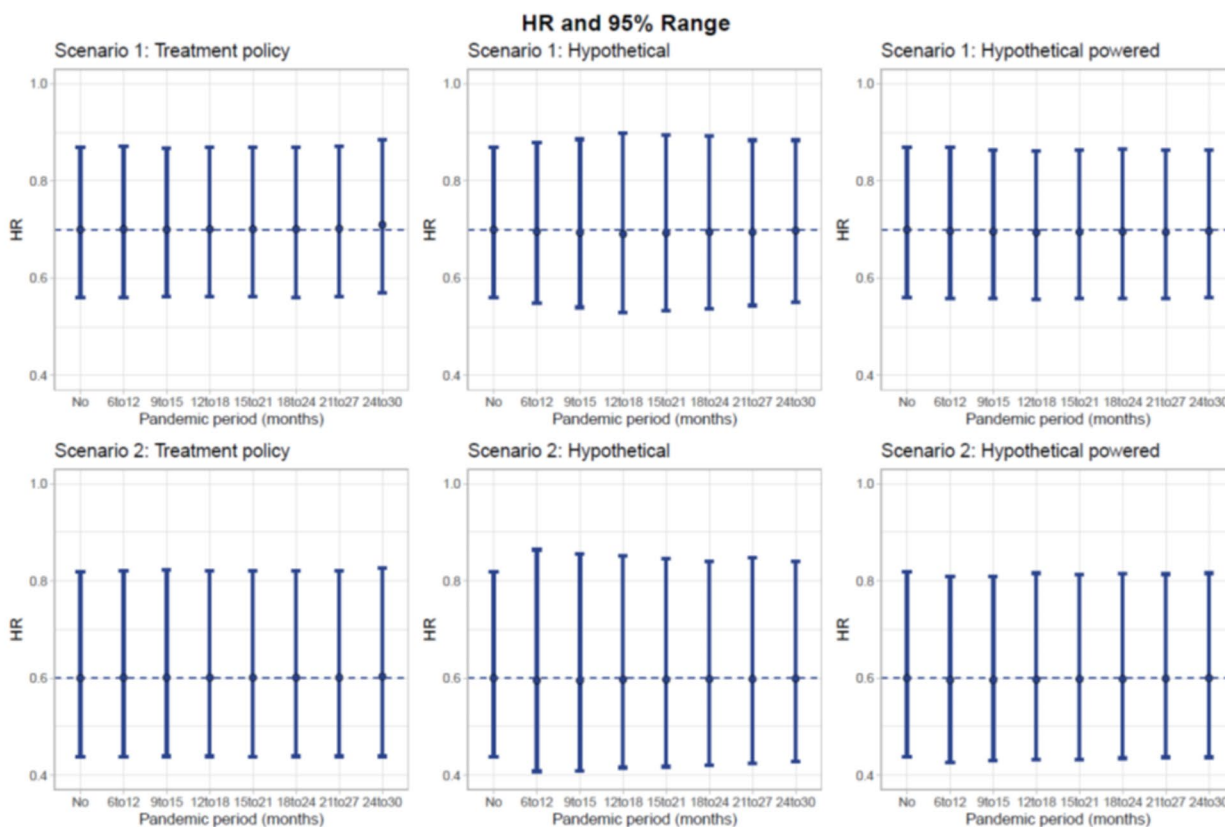 HR and 95% Range
Scenario 1: Treatment policy
1.0
0.8
HR
0.6
0.4
No 6to12 9to15 12to18 15to21 18to24 21to27 24to30
Pandemic period (months)
Scenario 1: Hypothetical
1.0
0.8
HR
0.6
0.4
No 6to12 9to15 12to18 15to21 18to24 21to27 24to30
Pandemic period (months)
Scenario 1: Hypothetical powered
1.0
0.8
HR
0.6
0.4
No 6to12 9to15 12to18 15to21 18to24 21to27 24to30
Pandemic period (months)
Scenario 2: Treatment policy
1.0
0.8
HR
0.6
0.4
No 6to12 9to15 12to18 15to21 18to24 21to27 24to30
Pandemic period (months)
Scenario 2: Hypothetical
1.0
0.8
HR
0.6
0.4
No 6to12 9to15 12to18 15to21 18to24 21to27 24to30
Pandemic period (months)
Scenario 2: Hypothetical powered
1.0
0.8
HR
0.6
0.4
No 6to12 9to15 12to18 15to21 18to24 21to27 24to30
Pandemic period (months)